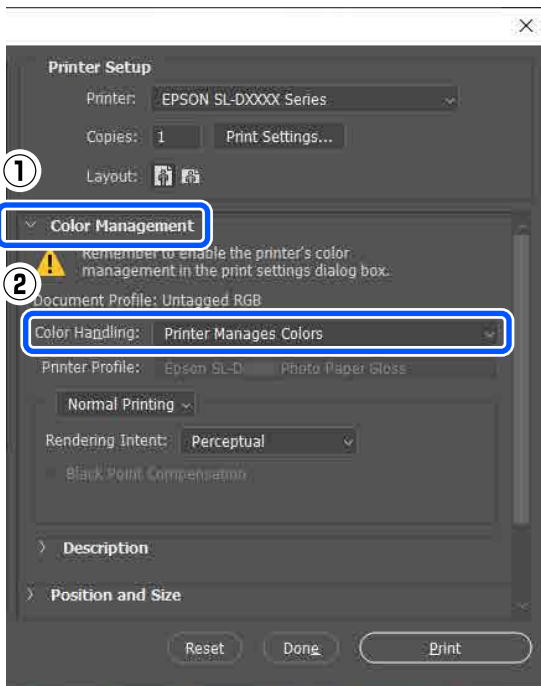 Printer Setup
Printer: EPSON SL-DXXXX Series
Copies: 1 Print Settings...
①
Layout:
Color Management
Remember to enable the printer's color
management in the print settings dialog box.
②
Document Profile: Untagged RGB
Color Handling: Printer Manages Colors
Printer Profile: Epson SL-D Photo Paper Gloss
Normal Printing
Rendering Intent: Perceptual
Black Point Compensation
Description
Position and Size
Reset Done Print